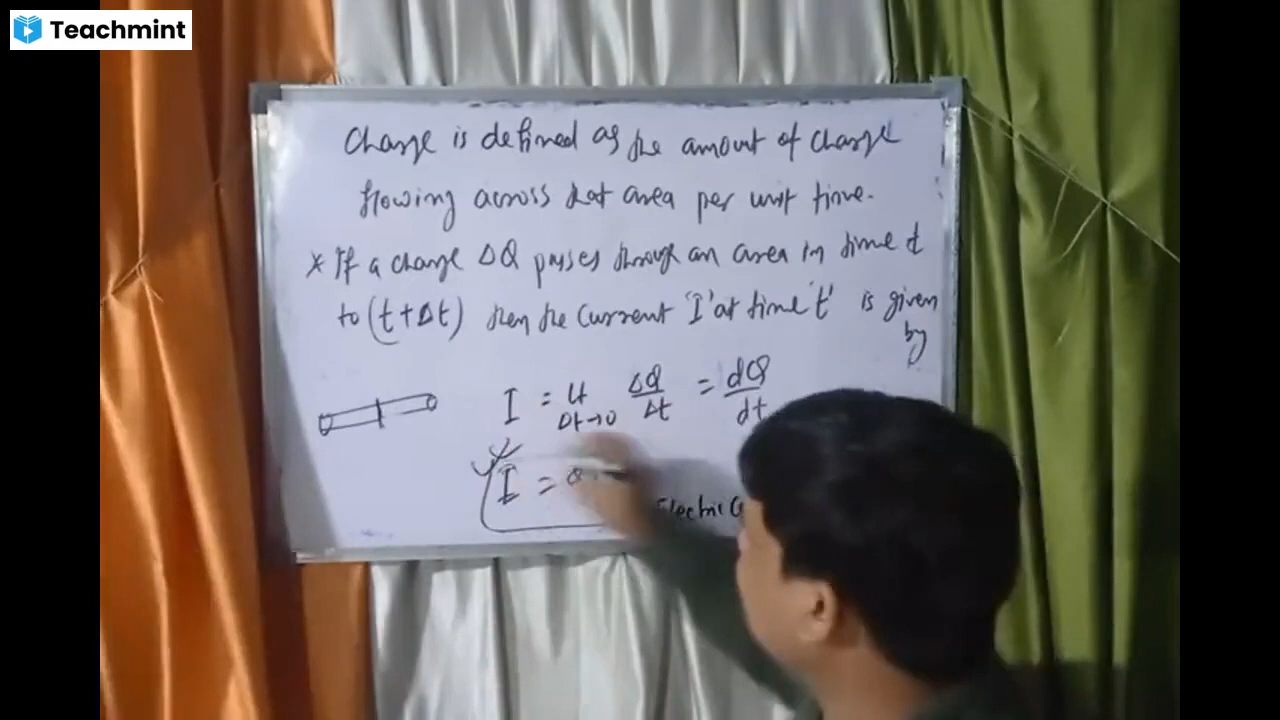 Teachmint
Charge is defined as the amount of charge
flowing across that area per unit time.
* If a charge ΔQ passes through an area in time t
to (t+Δt) then the current 'I' at time 't' is given
by
I = Lt ΔQ/Δt = dQ/dt
Δt→0
I =
Electric